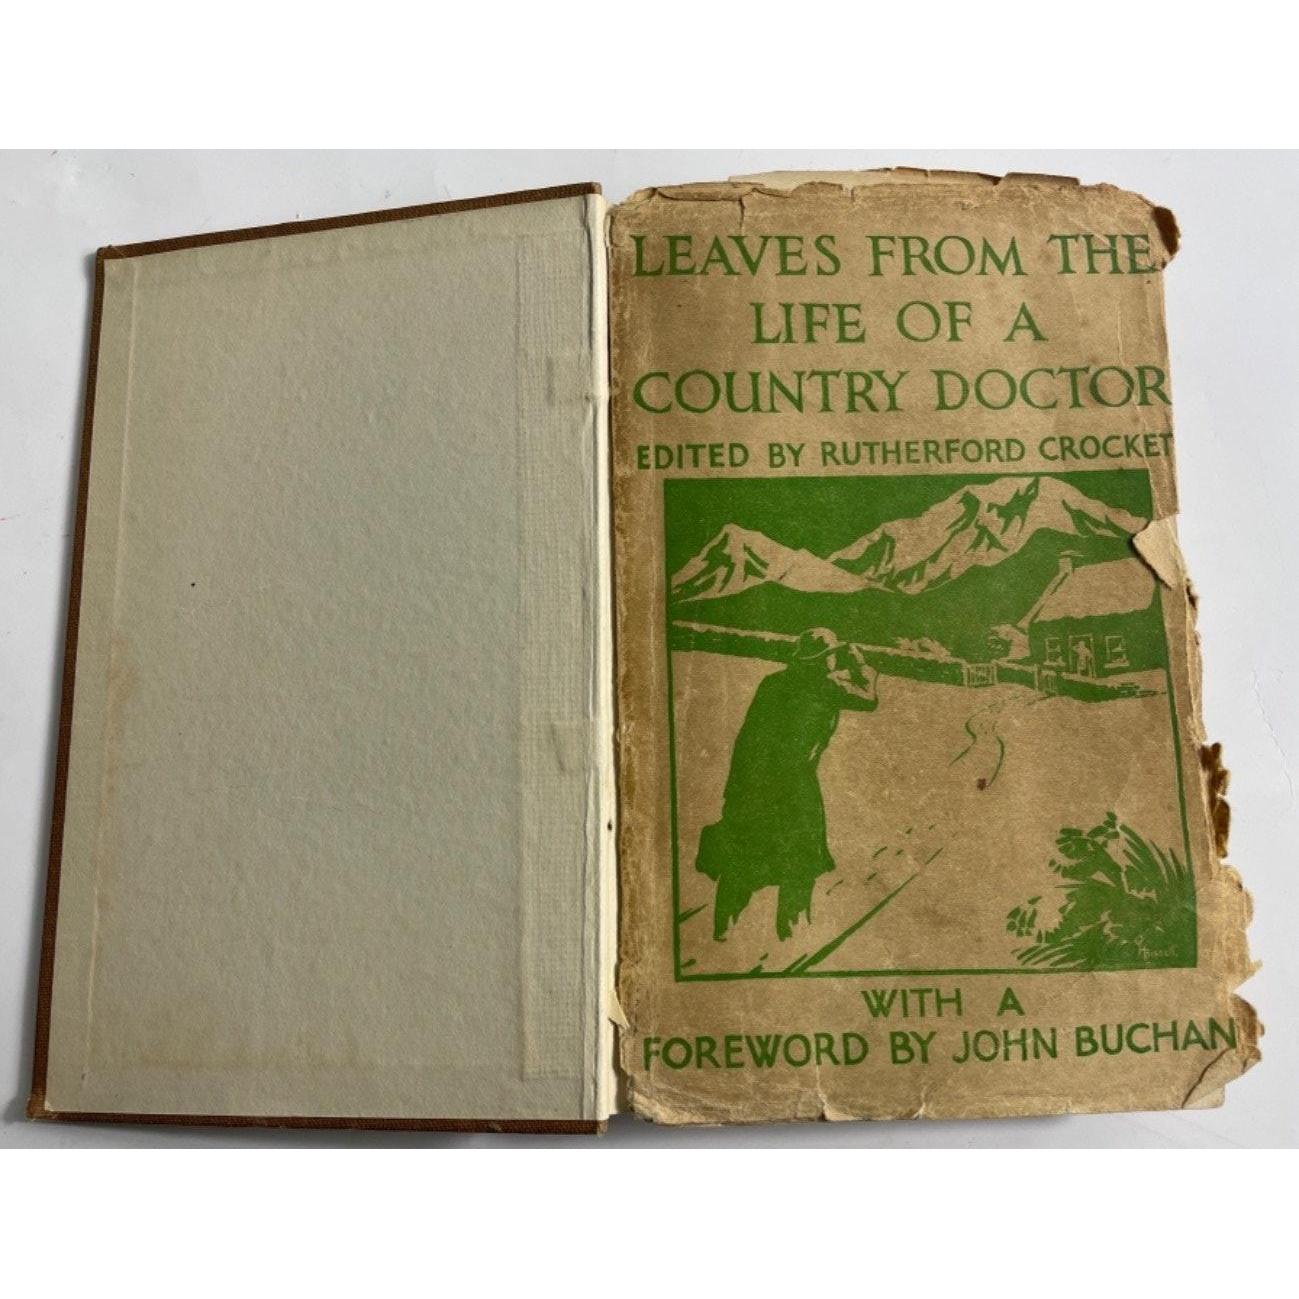 LEAVES FROM THE
LIFE OF A
COUNTRY DOCTOR
EDITED BY RUTHERFORD CROCKET
WITH A
FOREWORD BY JOHN BUCHAN